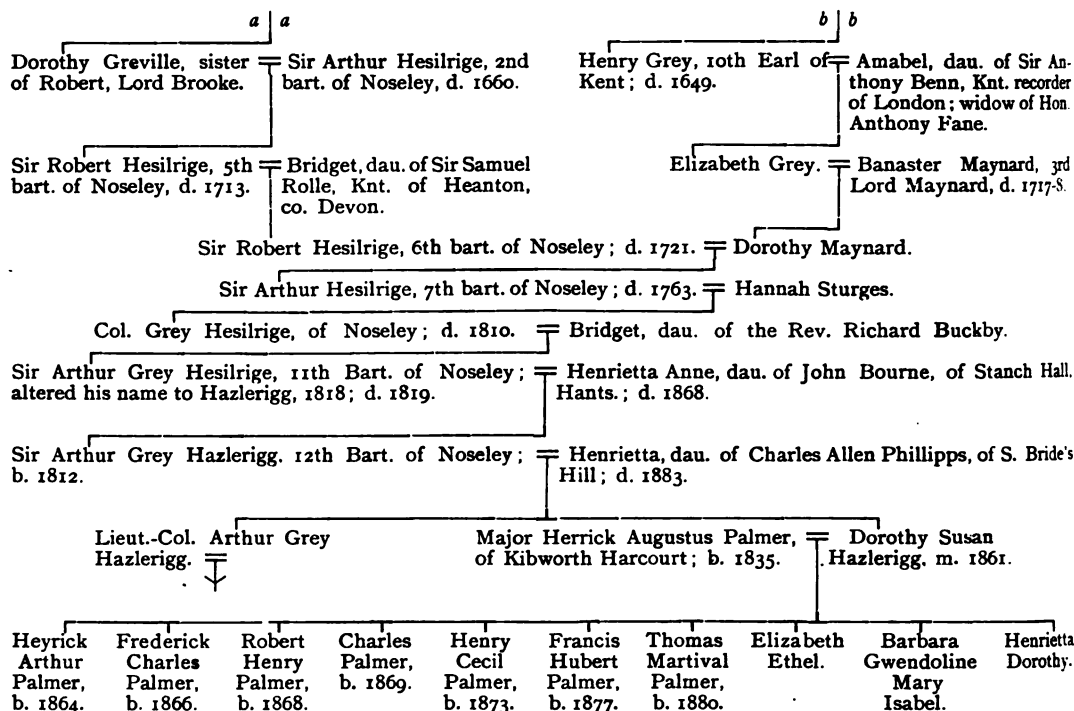 a a
b b
Dorothy Greville, sister = Sir Arthur Hesilrige, 2nd
of Robert, Lord Brooke. bart. of Noseley, d. 1660.
Henry Grey, 10th Earl of = Amabel, dau. of Sir An-
Kent; d. 1649. thony Benn, Knt. recorder
of London; widow of Hon.
Anthony Fane.
Sir Robert Hesilrige, 5th = Bridget, dau. of Sir Samuel
bart. of Noseley, d. 1713. Rolle, Knt. of Heanton,
co. Devon.
Elizabeth Grey. = Banaster Maynard, 3rd
Lord Maynard, d. 1717-8.
Sir Robert Hesilrige, 6th bart. of Noseley; d. 1721. = Dorothy Maynard.
Sir Arthur Hesilrige, 7th bart. of Noseley; d. 1763. = Hannah Sturges.
Col. Grey Hesilrige, of Noseley; d. 1810. = Bridget, dau. of the Rev. Richard Buckby.
Sir Arthur Grey Hesilrige, 11th Bart. of Noseley; = Henrietta Anne, dau. of John Bourne, of Stanch Hall,
altered his name to Hazlerigg, 1818; d. 1819. Hants.; d. 1868.
Sir Arthur Grey Hazlerigg. 12th Bart. of Noseley; = Henrietta, dau. of Charles Allen Phillipps, of S. Bride's
b. 1812. Hill; d. 1883.
Lieut.-Col. Arthur Grey
Hazlerigg.
Major Herrick Augustus Palmer, = Dorothy Susan
of Kibworth Harcourt; b. 1835. Hazlerigg, m. 1861.
Heyrick
Arthur
Palmer,
b. 1864.
Frederick
Charles
Palmer,
b. 1866.
Robert
Henry
Palmer,
b. 1868.
Charles
Palmer,
b. 1869.
Henry
Cecil
Palmer,
b. 1873.
Francis
Hubert
Palmer,
b. 1877.
Thomas
Martival
Palmer,
b. 1880.
Elizabeth
Ethel.
Barbara
Gwendoline
Mary
Isabel.
Henrietta
Dorothy.